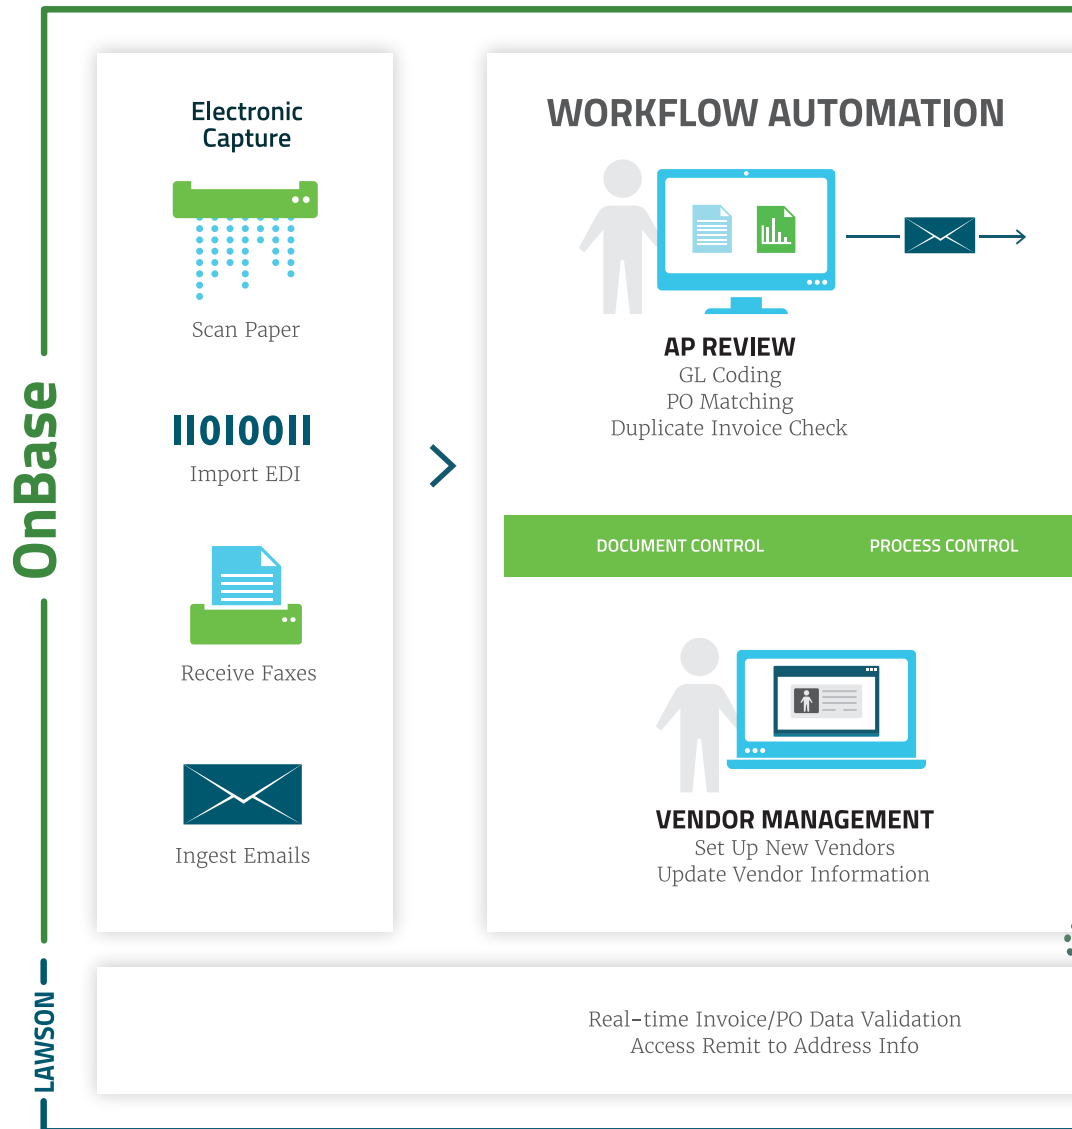 OnBase
Electronic
Capture
Scan Paper
11010011
Import EDI
Receive Faxes
Ingest Emails
WORKFLOW AUTOMATION
AP REVIEW
GL Coding
PO Matching
Duplicate Invoice Check
DOCUMENT CONTROL
PROCESS CONTROL
VENDOR MANAGEMENT
Set Up New Vendors
Update Vendor Information
LAWSON
Real-time Invoice/PO Data Validation
Access Remit to Address Info